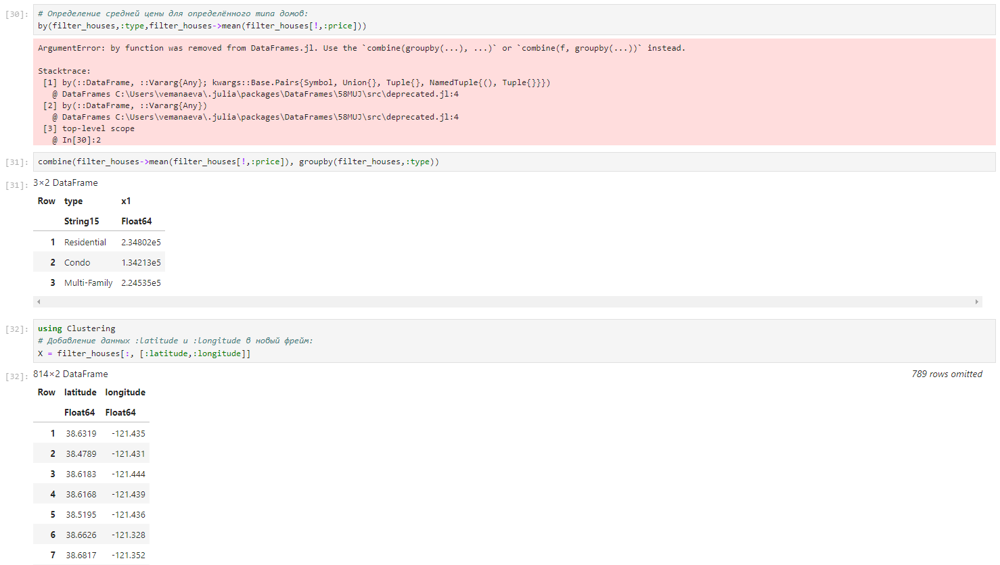 [30]: # Определение средней цены для определённого типа домов:
by(filter_houses,:type,filter_houses->mean(filter_houses[!,:price]))
ArgumentError: by function was removed from DataFrames.jl. Use the `combine(groupby(...), ...)` or `combine(f, groupby(...))` instead.
Stacktrace:
[1] by(::DataFrame, ::Vararg{Any}; kwargs::Base.Pairs{Symbol, Union{}, Tuple{}, NamedTuple{(), Tuple{}}})
@ DataFrames C:\Users\vemanaeva\.julia\packages\DataFrames\58MUJ\src\deprecated.jl:4
[2] by(::DataFrame, ::Vararg{Any})
@ DataFrames C:\Users\vemanaeva\.julia\packages\DataFrames\58MUJ\src\deprecated.jl:4
[3] top-level scope
@ In[30]:2
[31]: combine(filter_houses->mean(filter_houses[!,:price]), groupby(filter_houses,:type))
[31]: 3×2 DataFrame
Row type x1
String15 Float64
1 Residential 2.34802e5
2 Condo 1.34213e5
3 Multi-Family 2.24535e5
[32]: using Clustering
# Добавление данных :latitude и :longitude в новый фрейм:
X = filter_houses[:, [:latitude,:longitude]]
[32]: 814×2 DataFrame 789 rows omitted
Row latitude longitude
Float64 Float64
1 38.6319 -121.435
2 38.4789 -121.431
3 38.6183 -121.444
4 38.6168 -121.439
5 38.5195 -121.436
6 38.6626 -121.328
7 38.6817 -121.352